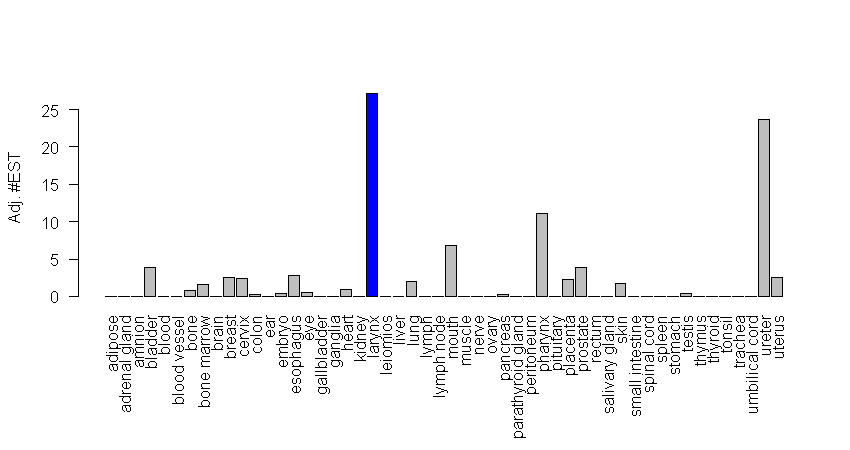 Adj. #EST
25
20
15
10
5
0
adipose
adrenal gland
amnion
bladder
blood
blood vessel
bone
bone marrow
brain
breast
cervix
colon
ear
embryo
esophagus
eye
gallbladder
ganglia
heart
kidney
larynx
leiomios
liver
lung
lymph
lymph node
mouth
muscle
nerve
ovary
pancreas
parathyroid gland
peritoneum
pharynx
pituitary
placenta
prostate
rectum
salivary gland
skin
small intestine
spinal cord
spleen
stomach
testis
thymus
thyroid
tonsil
trachea
umbilical cord
ureter
uterus